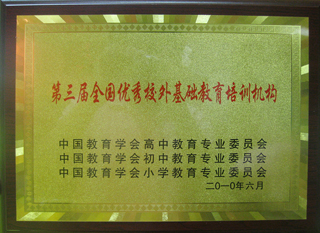 第三届全国优秀校外基础教育培训机构
中国教育学会高中教育专业委员会
中国教育学会初中教育专业委员会
中国教育学会小学教育专业委员会
二〇一〇年六月